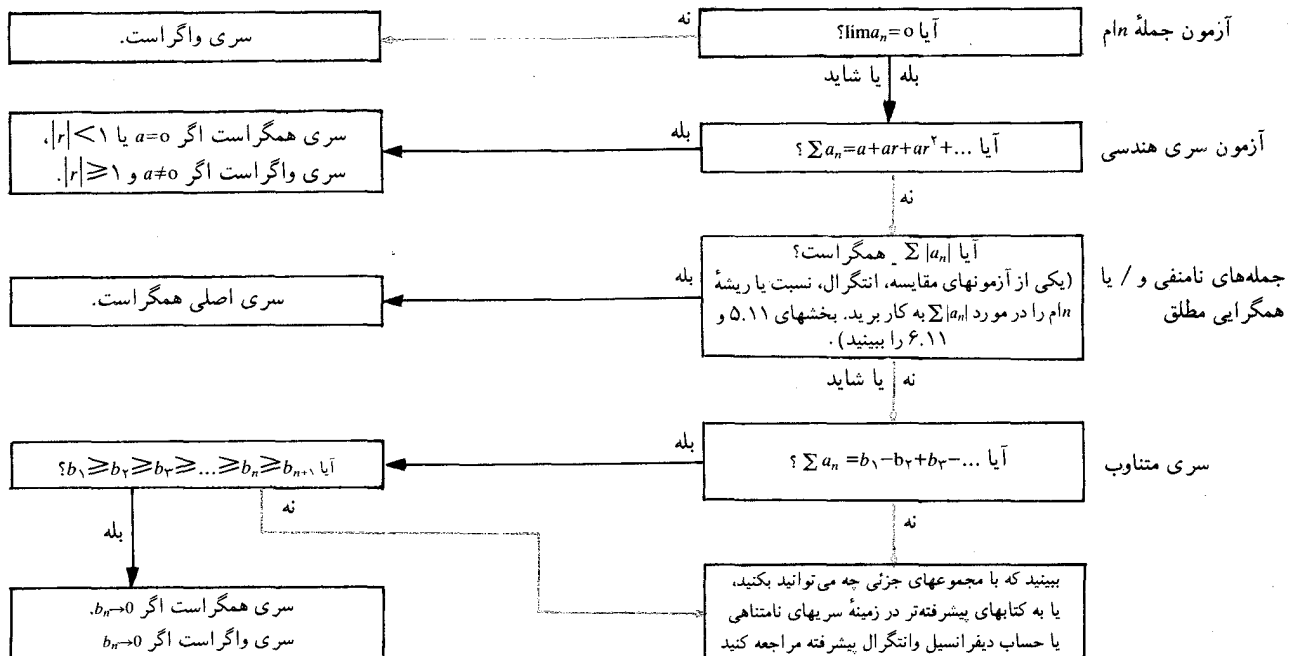 آزمون جملهٔ nام
آیا lima_n=0؟
نه
سری واگراست.
بله یا شاید
آزمون سری هندسی
آیا ∑a_n=a+ar+ar^۲+...؟
بله
سری همگراست اگر a=0 یا |r|<۱،
سری واگراست اگر a≠0 و |r|⩾۱.
نه
جمله‌های نامنفی و / یا
همگرایی مطلق
آیا ∑|a_n| همگراست؟
(یکی از آزمونهای مقایسه، انتگرال، نسبت یا ریشهٔ
nام را در مورد ∑|a_n| به کار برید. بخشهای ۵.۱۱ و
۶.۱۱ را ببینید).
بله
سری اصلی همگراست.
نه یا شاید
سری متناوب
آیا ∑a_n=b_۱-b_۲+b_۳-...؟
بله
آیا b_۱⩾b_۲⩾b_۳⩾...⩾b_n⩾b_{n+۱}؟
نه
نه
بله
ببینید که با مجموعهای جزئی چه می‌توانید بکنید،
یا به کتابهای پیشرفته‌تر در زمینهٔ سریهای نامتناهی
یا حساب دیفرانسیل وانتگرال پیشرفته مراجعه کنید
سری همگراست اگر b_n→0.
سری واگراست اگر b_n→0